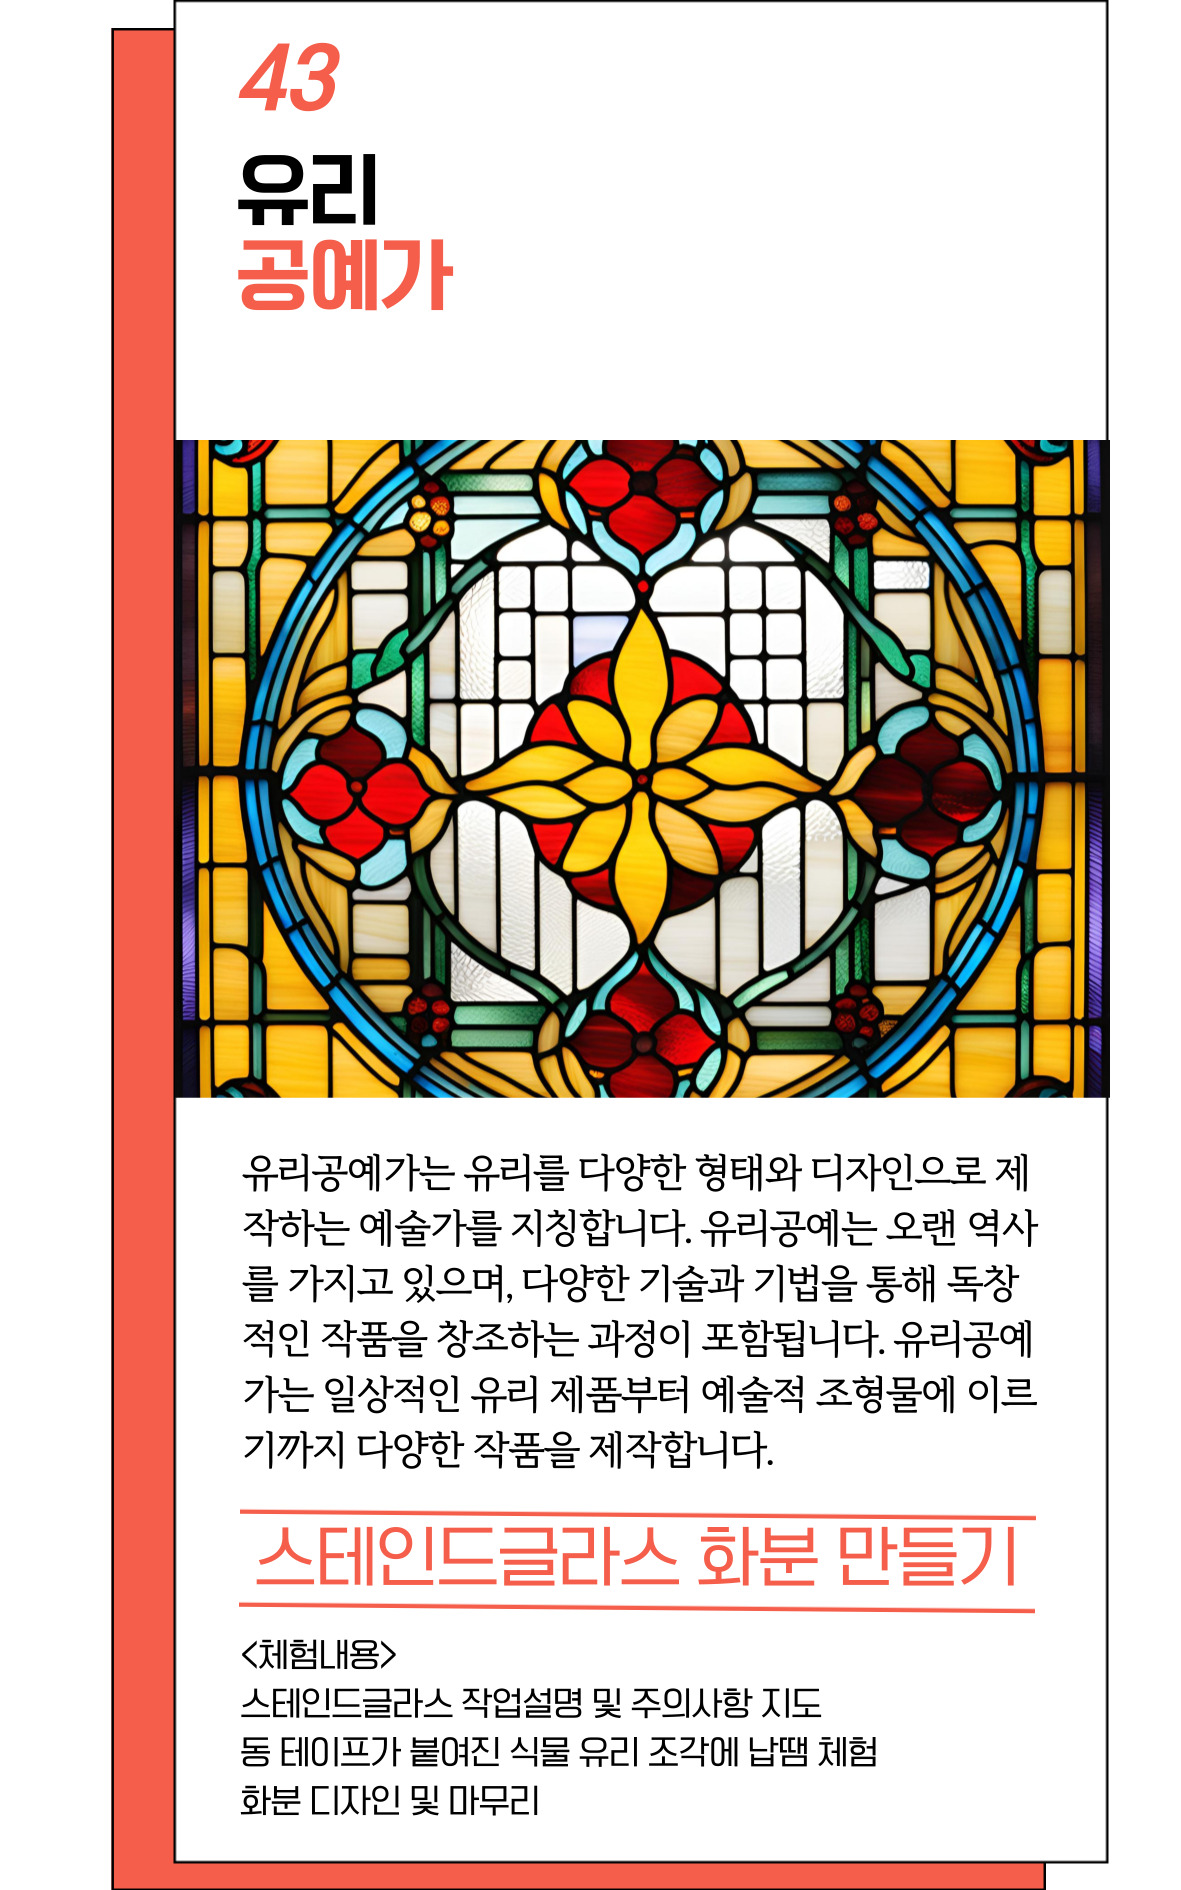 43
유리
공예가
유리공예가는 유리를 다양한 형태와 디자인으로 제
작하는 예술가를 지칭합니다. 유리공예는 오랜 역사
를 가지고 있으며, 다양한 기술과 기법을 통해 독창
적인 작품을 창조하는 과정이 포함됩니다. 유리공예
가는 일상적인 유리 제품부터 예술적 조형물에 이르
기까지 다양한 작품을 제작합니다.
스테인드글라스 화분 만들기
<체험내용>
스테인드글라스 작업설명 및 주의사항 지도
동 테이프가 붙여진 식물 유리 조각에 납땜 체험
화분 디자인 및 마무리